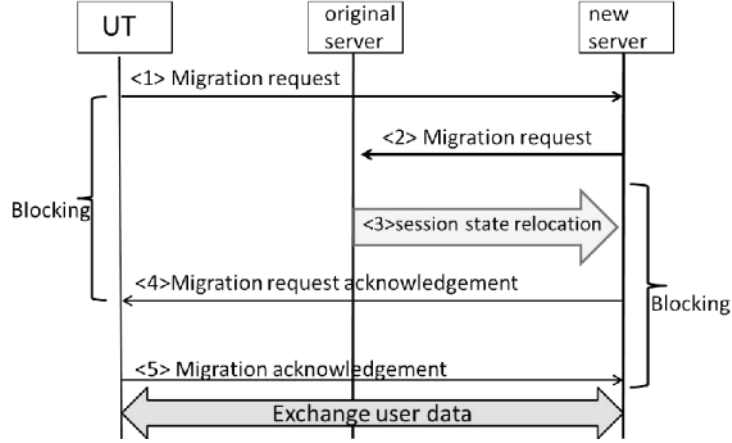 UT
original
server
new
server
<1> Migration request
<2> Migration request
Blocking
<3>session state relocation
<4>Migration request acknowledgement
Blocking
<5> Migration acknowledgement
Exchange user data